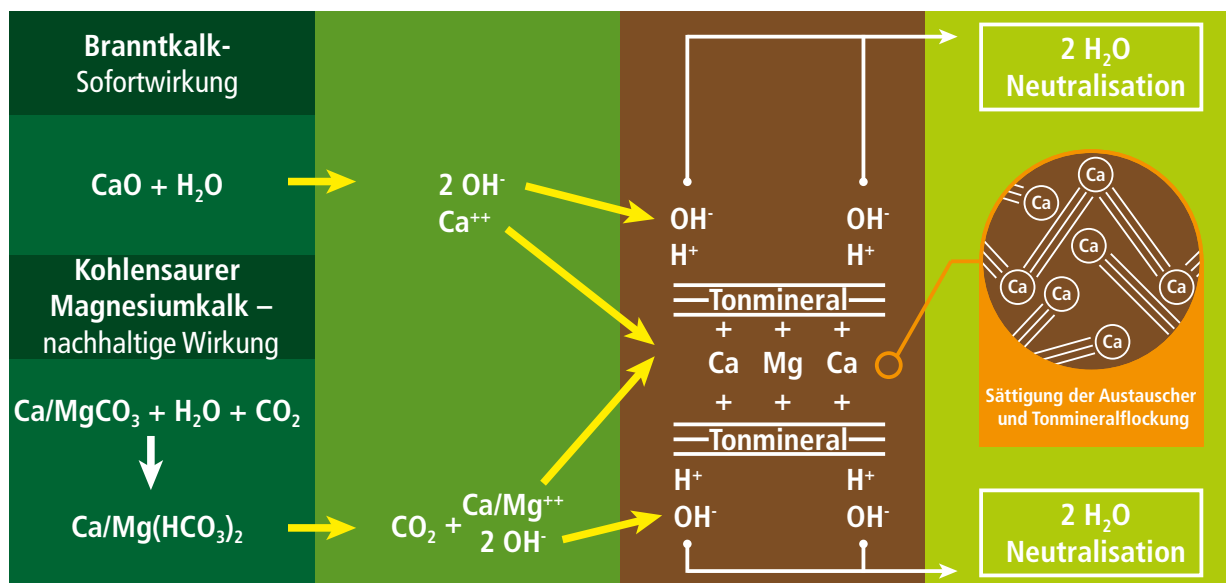 Branntkalk-
Sofortwirkung
CaO + H₂O
Kohlensaurer
Magnesiumkalk –
nachhaltige Wirkung
Ca/MgCO₃ + H₂O + CO₂
Ca/Mg(HCO₃)₂
2 OH⁻
Ca⁺⁺
CO₂ +
Ca/Mg⁺⁺
2 OH⁻
OH⁻ OH⁻
H⁺ H⁺
Tonmineral
+ + +
Ca Mg Ca
+ + +
Tonmineral
H⁺ H⁺
OH⁻ OH⁻
2 H₂O
Neutralisation
Ca
Ca
Ca
Ca
Ca
Ca
Ca
Sättigung der Austauscher
und Tonmineralflockung
2 H₂O
Neutralisation